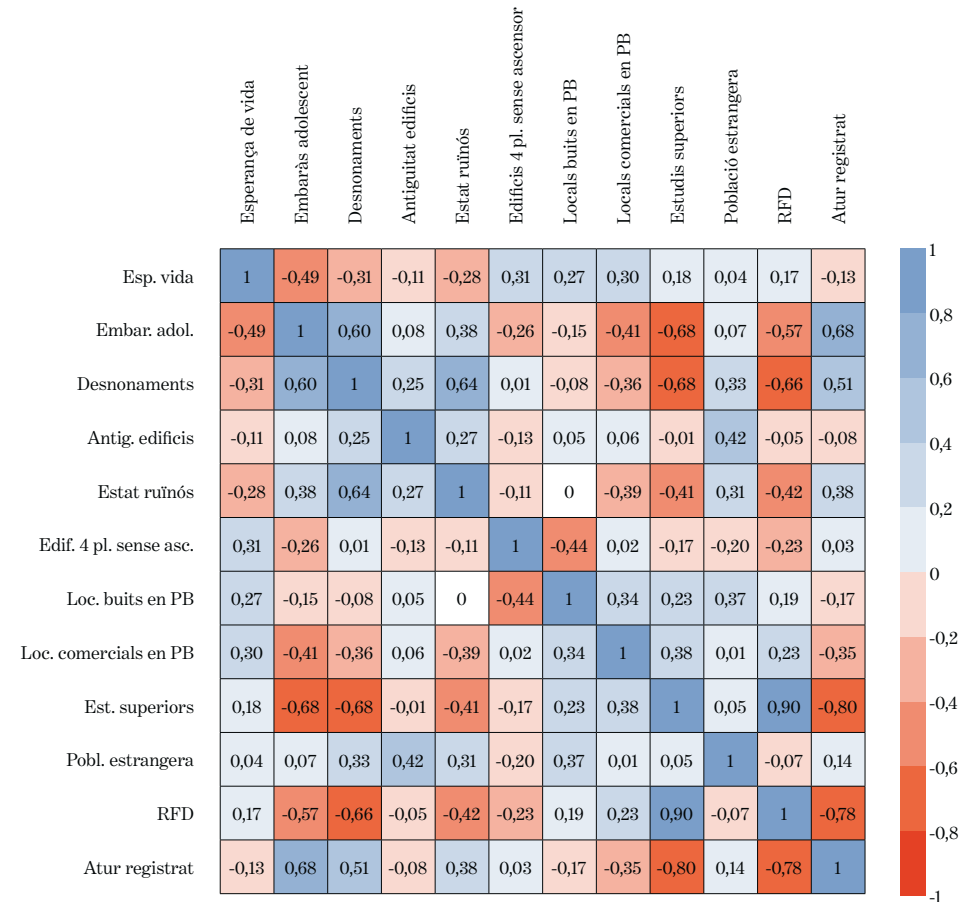 Esperança de vida
Embaràs adolescent
Desnonaments
Antiguitat edificis
Estat ruïnós
Edificis 4 pl. sense ascensor
Locals buits en PB
Locals comercials en PB
Estudis superiors
Població estrangera
RFD
Atur registrat
Esp. vida 1 -0,49 -0,31 -0,11 -0,28 0,31 0,27 0,30 0,18 0,04 0,17 -0,13
Embar. adol. -0,49 1 0,60 0,08 0,38 -0,26 -0,15 -0,41 -0,68 0,07 -0,57 0,68
Desnonaments -0,31 0,60 1 0,25 0,64 0,01 -0,08 -0,36 -0,68 0,33 -0,66 0,51
Antig. edificis -0,11 0,08 0,25 1 0,27 -0,13 0,05 0,06 -0,01 0,42 -0,05 -0,08
Estat ruïnós -0,28 0,38 0,64 0,27 1 -0,11 0 -0,39 -0,41 0,31 -0,42 0,38
Edif. 4 pl. sense asc. 0,31 -0,26 0,01 -0,13 -0,11 1 -0,44 0,02 -0,17 -0,20 -0,23 0,03
Loc. buits en PB 0,27 -0,15 -0,08 0,05 0 -0,44 1 0,34 0,23 0,37 0,19 -0,17
Loc. comercials en PB 0,30 -0,41 -0,36 0,06 -0,39 0,02 0,34 1 0,38 0,01 0,23 -0,35
Est. superiors 0,18 -0,68 -0,68 -0,01 -0,41 -0,17 0,23 0,38 1 0,05 0,90 -0,80
Pobl. estrangera 0,04 0,07 0,33 0,42 0,31 -0,20 0,37 0,01 0,05 1 -0,07 0,14
RFD 0,17 -0,57 -0,66 -0,05 -0,42 -0,23 0,19 0,23 0,90 -0,07 1 -0,78
Atur registrat -0,13 0,68 0,51 -0,08 0,38 0,03 -0,17 -0,35 -0,80 0,14 -0,78 1
1
0,8
0,6
0,4
0,2
0
-0,2
-0,4
-0,6
-0,8
-1